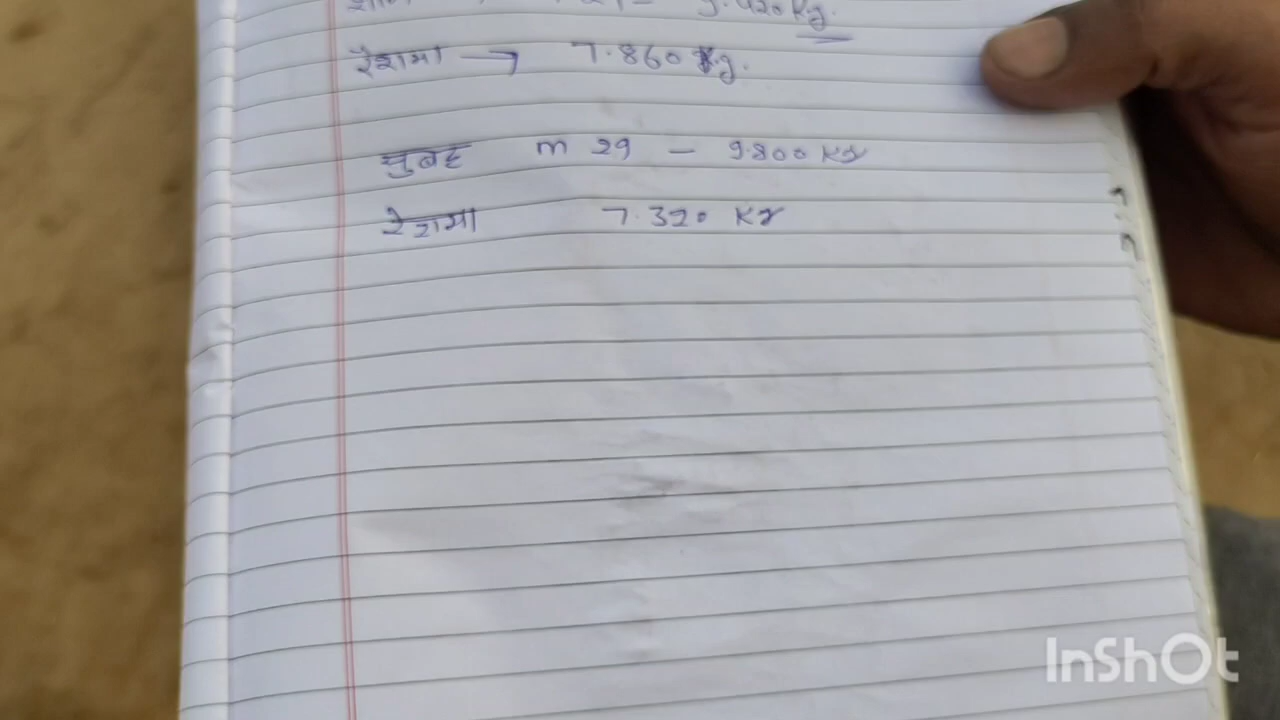 रेशमा → 7.860 Kg.
सुबह m 29 – 9.800 Kg
रेशमा 7.320 Kg
InShOt